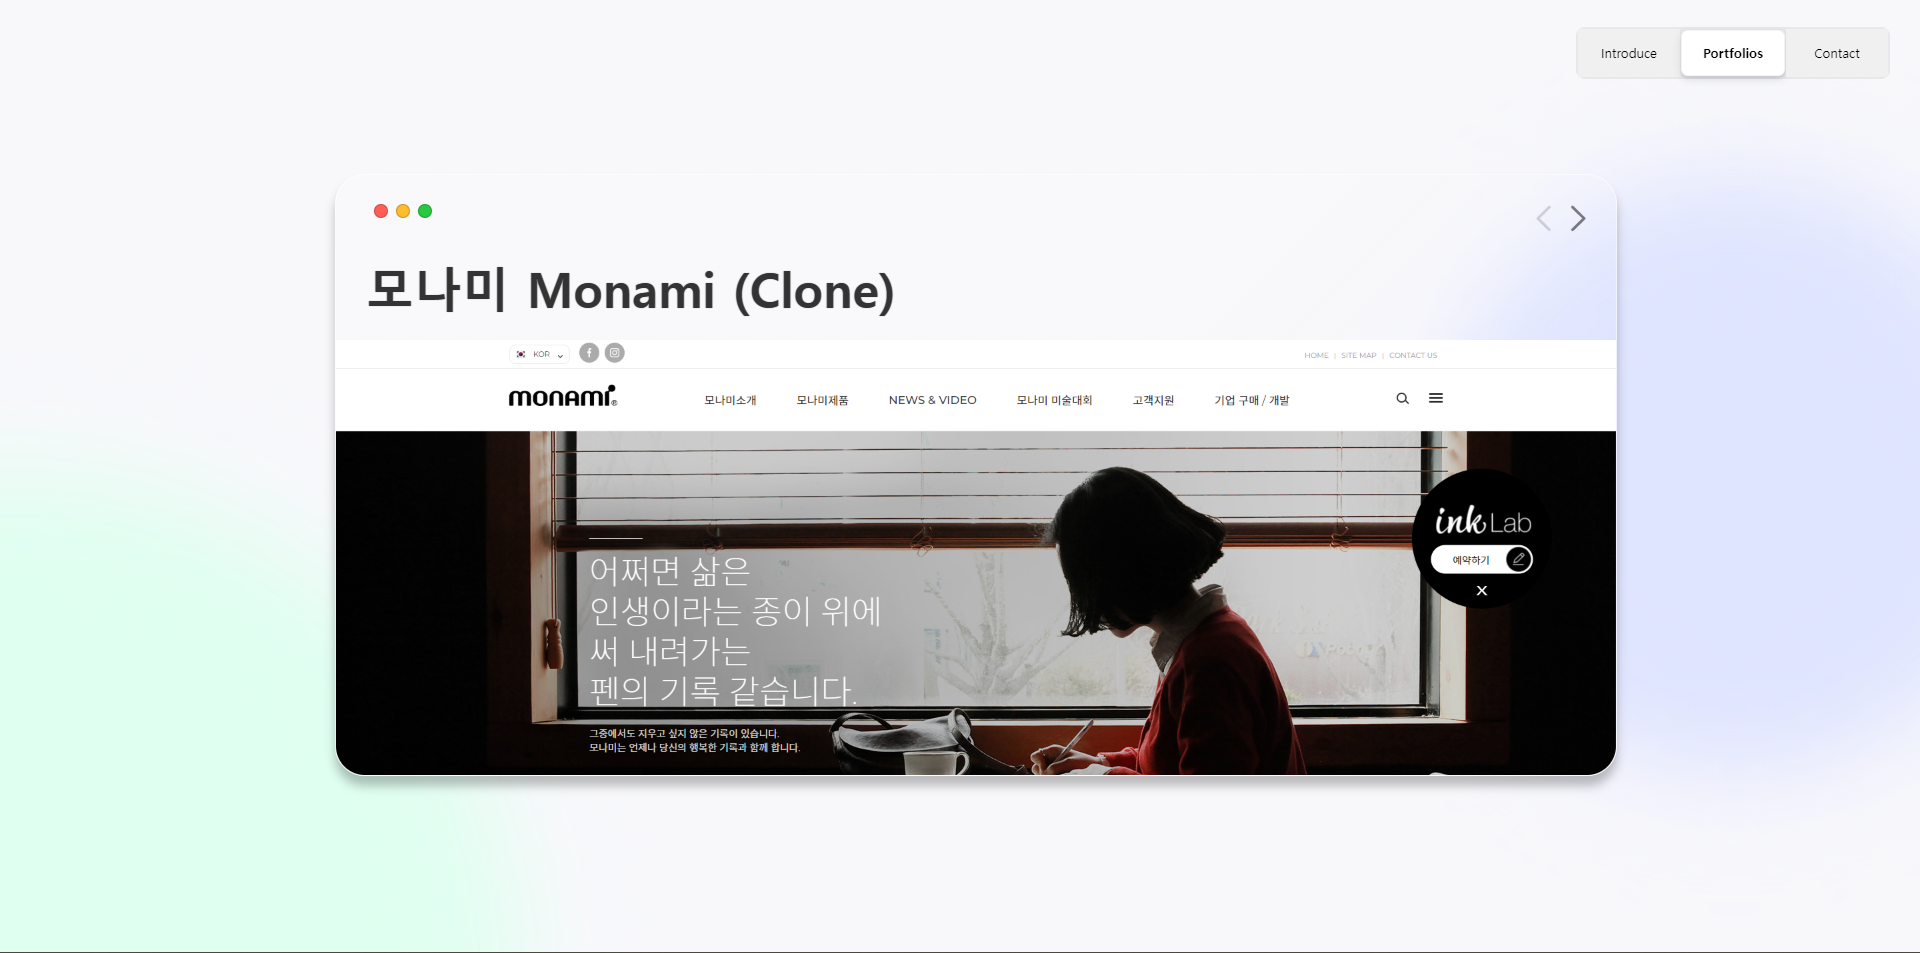 Introduce
Portfolios
Contact
모나미 Monami (Clone)
KOR
HOME | SITE MAP | CONTACT US
monami®
모나미소개
모나미제품
NEWS & VIDEO
모나미 미술대회
고객지원
기업 구매 / 개발
ink Lab
예약하기
어쩌면 삶은
인생이라는 종이 위에
써 내려가는
펜의 기록 같습니다.
그중에서도 지우고 싶지 않은 기록이 있습니다.
모나미는 언제나 당신의 행복한 기록과 함께 합니다.